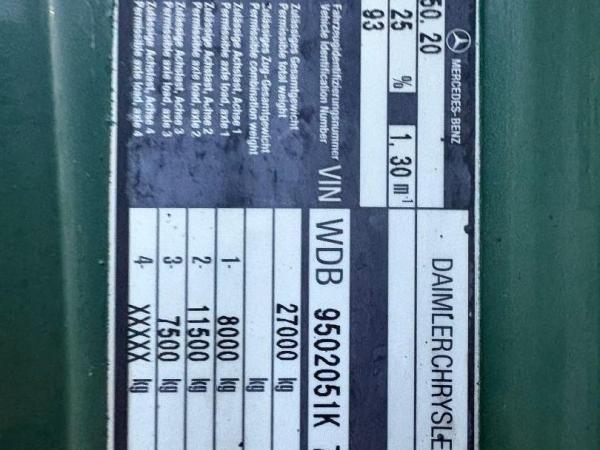 MERCEDES-BENZ
DAIMLERCHRYSLE
50. 20
25 % 1. 30 m-1
93
Fahrzeugidentifizierungsnummer
Vehicle Identification Number
VIN WDB 9502051K
Zulässiges Gesamtgewicht
Permissible total weight
27000 kg
Zulässiges Zug-Gesamtgewicht
Permissible combination weight
kg
Zulässige Achslast, Achse 1
Permissible axle load, axle 1
1- 8000 kg
Zulässige Achslast, Achse 2
Permissible axle load, axle 2
2- 11500 kg
Zulässige Achslast, Achse 3
Permissible axle load, axle 3
3- 7500 kg
Zulässige Achslast, Achse 4
Permissible axle load, axle 4
4- XXXXX kg